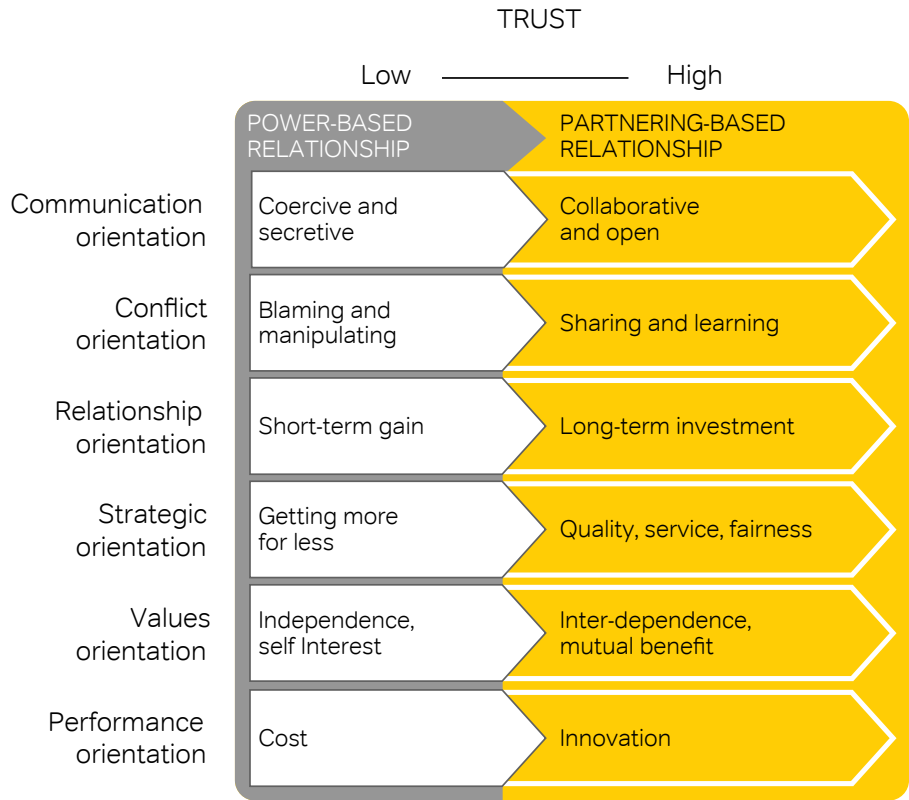 TRUST
Low
High
POWER-BASED
RELATIONSHIP
PARTNERING-BASED
RELATIONSHIP
Communication
orientation
Coercive and
secretive
Collaborative
and open
Conflict
orientation
Blaming and
manipulating
Sharing and learning
Relationship
orientation
Short-term gain
Long-term investment
Strategic
orientation
Getting more
for less
Quality, service, fairness
Values
orientation
Independence,
self Interest
Inter-dependence,
mutual benefit
Performance
orientation
Cost
Innovation